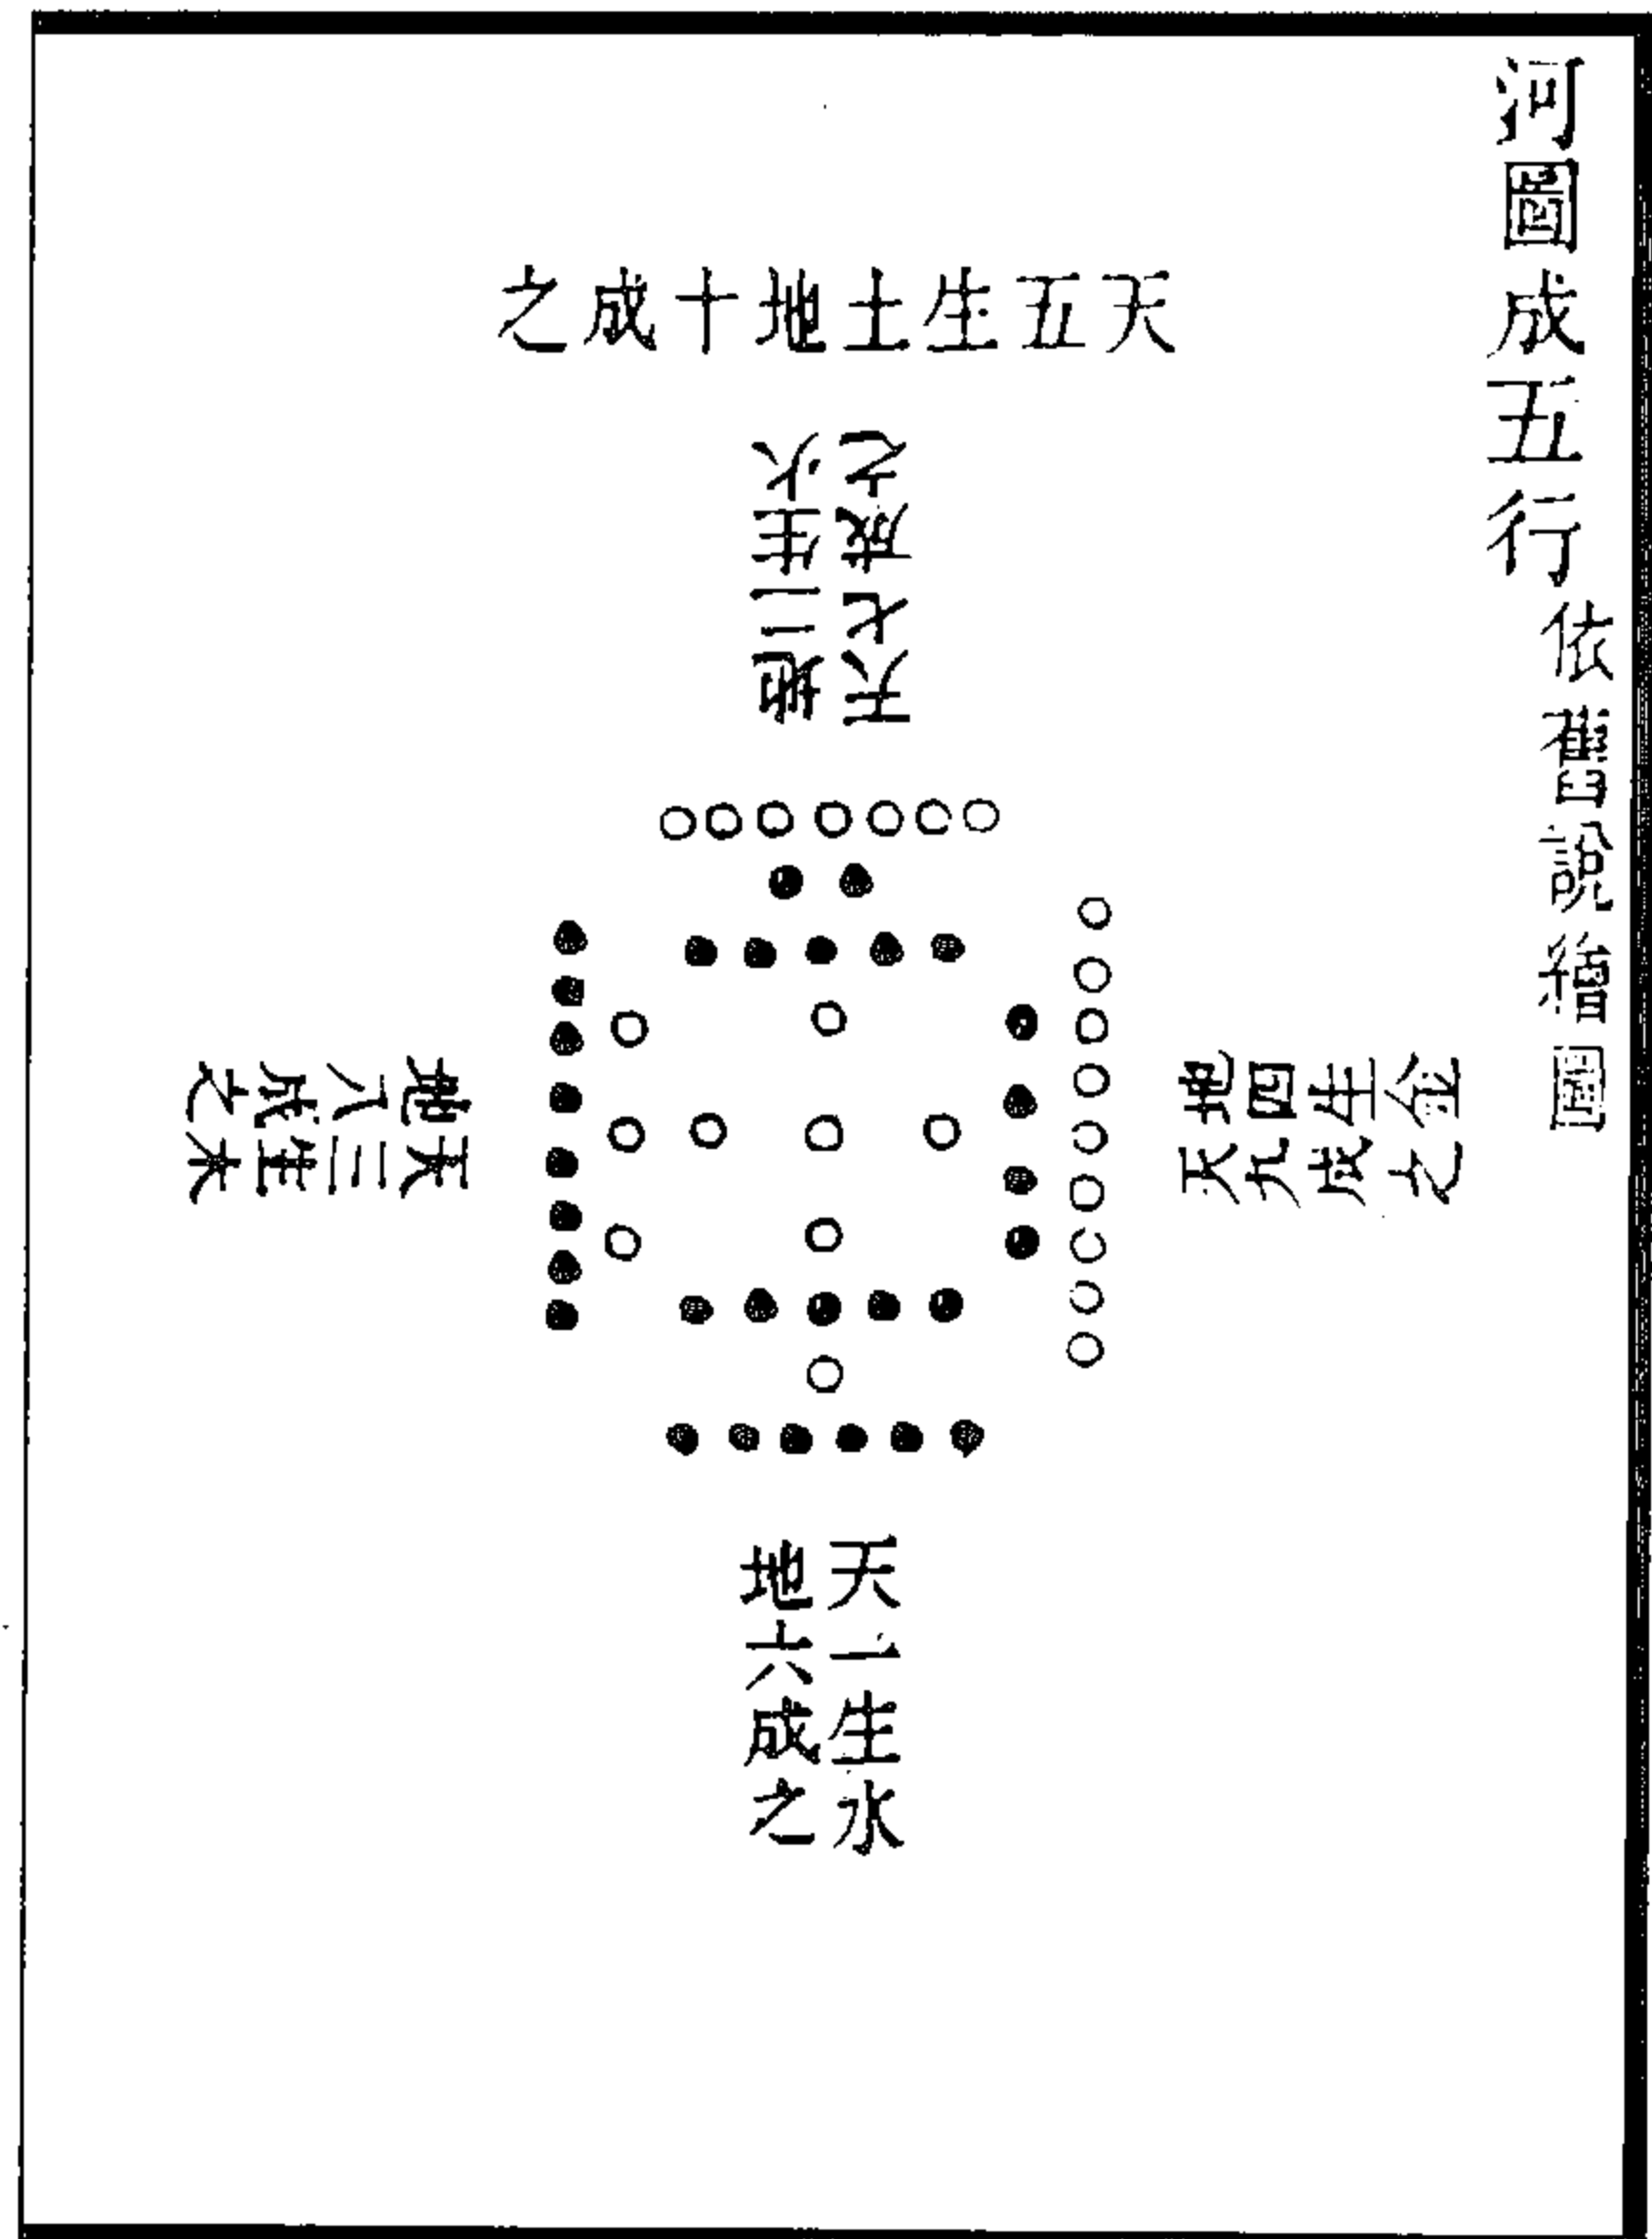 河圖成五行
依舊說繪圖
天五生土地十成之
地二生火
天七成之
地四生金
天九成之
天三生木
地八成之
天一生水
地六成之